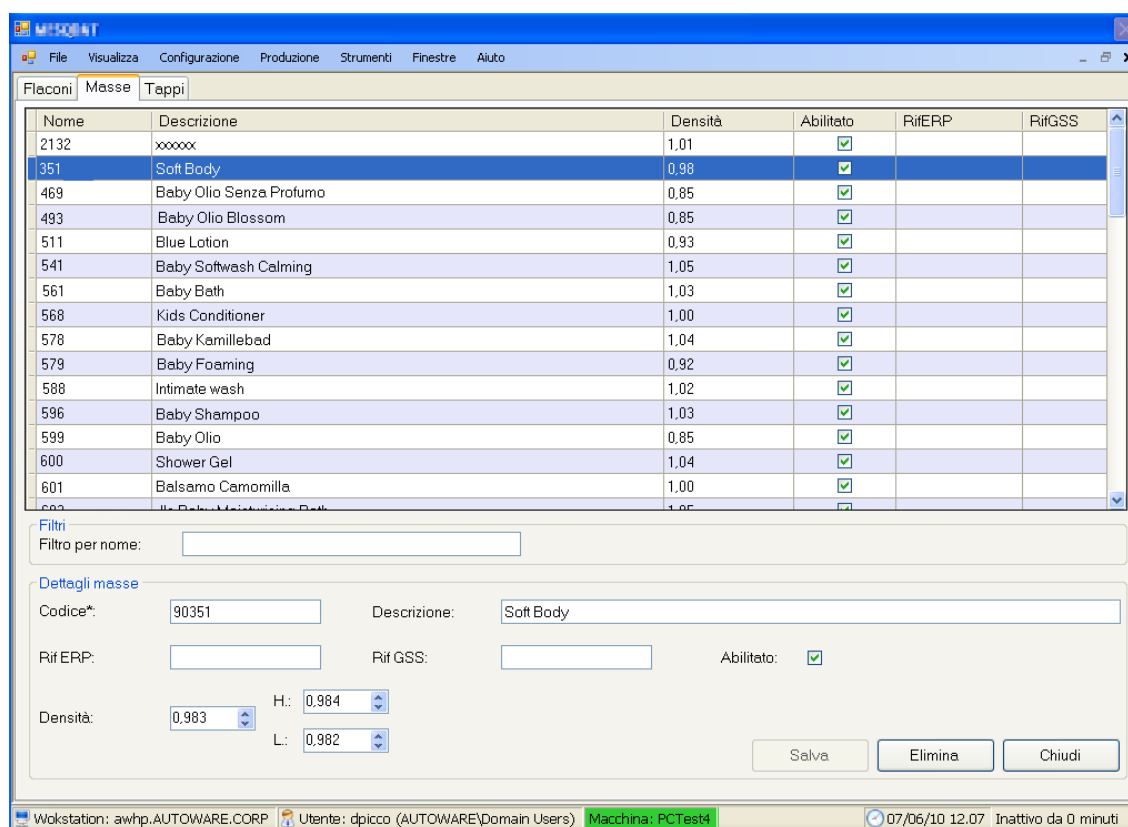 File Visualizza Configurazione Produzione Strumenti Finestre Aiuto
Flaconi Masse Tappi
Nome Descrizione Densità Abilitato RifERP RifGSS
2132 xxxxxx 1,01
351 Soft Body 0,98
469 Baby Olio Senza Profumo 0,85
493 Baby Olio Blossom 0,85
511 Blue Lotion 0,93
541 Baby Softwash Calming 1,05
561 Baby Bath 1,03
568 Kids Conditioner 1,00
578 Baby Kamillebad 1,04
579 Baby Foaming 0,92
588 Intimate wash 1,02
596 Baby Shampoo 1,03
599 Baby Olio 0,85
600 Shower Gel 1,04
601 Balsamo Camomilla 1,00
Filtri
Filtro per nome:
Dettagli masse
Codice*: 90351 Descrizione: Soft Body
Rif ERP: Rif GSS: Abilitato:
H.: 0,984
Densità: 0,983
L.: 0,982
Salva Elimina Chiudi
Wokstation: awhp.AUTOWARE.CORP Utente: dpicco (AUTOWARE\Domain Users) Macchina: PCTest4 07/06/10 12.07 Inattivo da 0 minuti